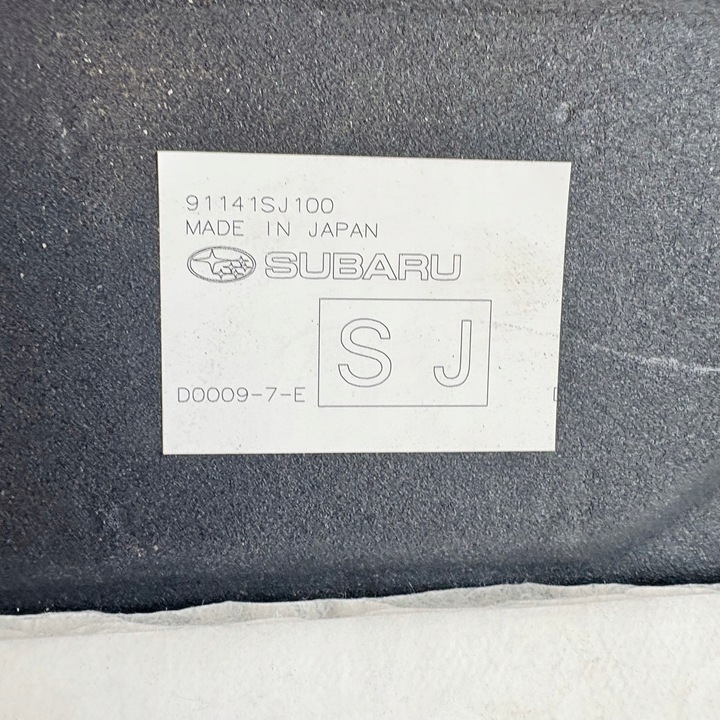 91141SJ100
MADE IN JAPAN
SUBARU
S J
D0009-7-E